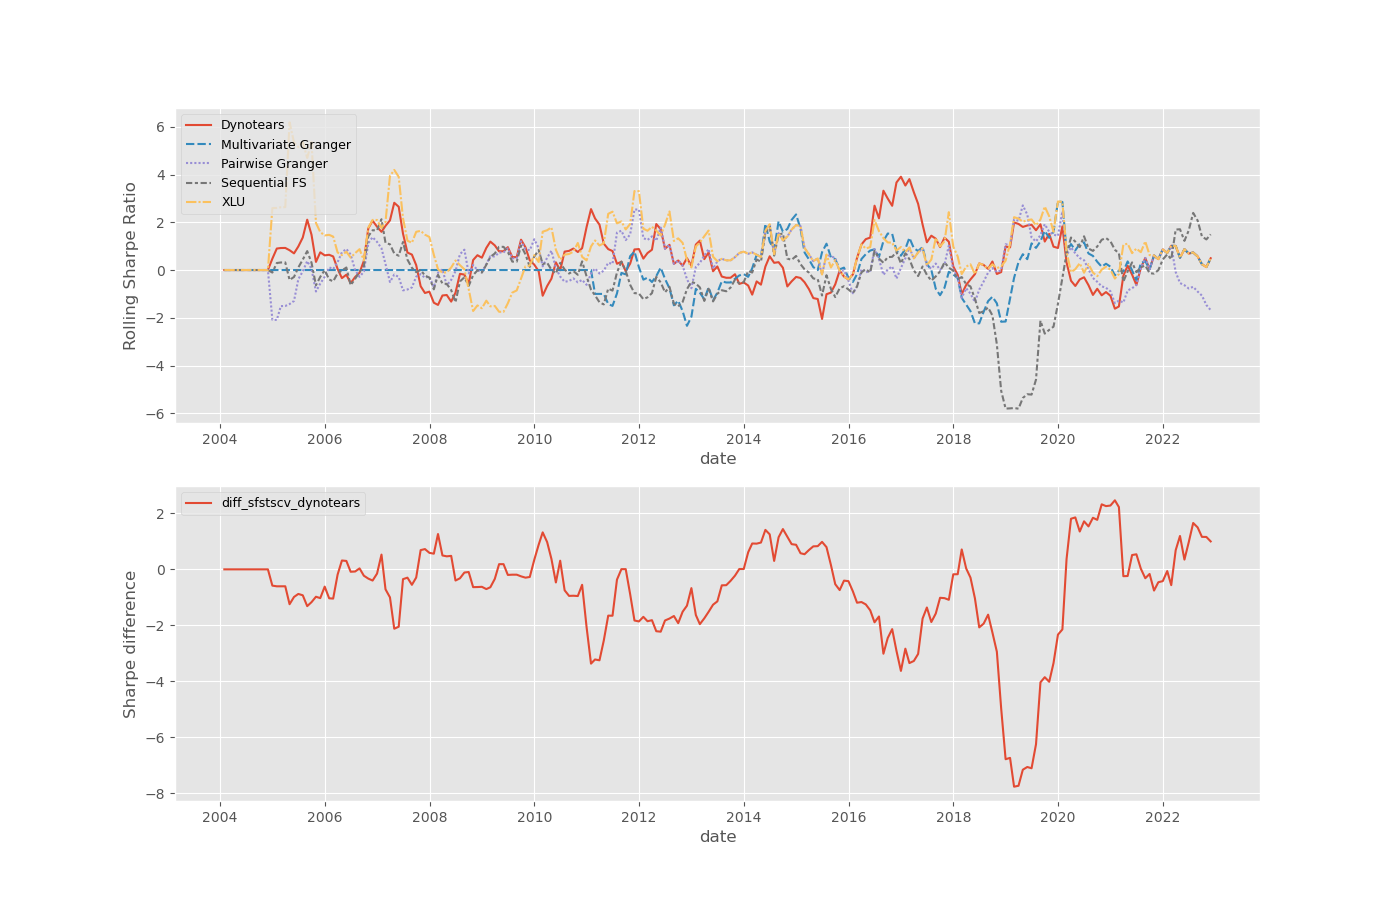 Rolling Sharpe Ratio
6
4
2
0
−2
−4
−6
Dynotears
Multivariate Granger
Pairwise Granger
Sequential FS
XLU
2004 2006 2008 2010 2012 2014 2016 2018 2020 2022
date
Sharpe difference
2
0
−2
−4
−6
−8
diff_sfstscv_dynotears
2004 2006 2008 2010 2012 2014 2016 2018 2020 2022
date